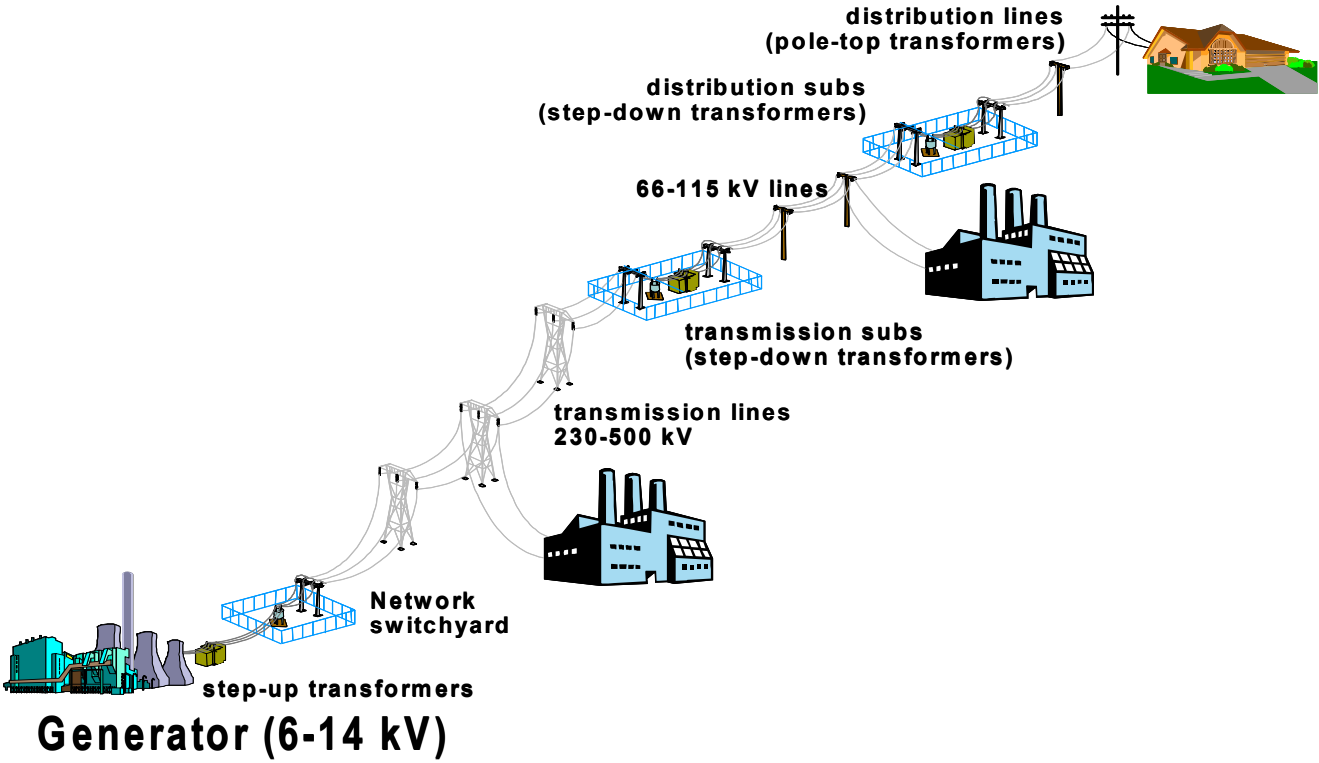 distribution lines
(pole-top transformers)
distribution subs
(step-down transformers)
66-115 kV lines
transmission subs
(step-down transformers)
transmission lines
230-500 kV
Network
switchyard
step-up transformers
Generator (6-14 kV)